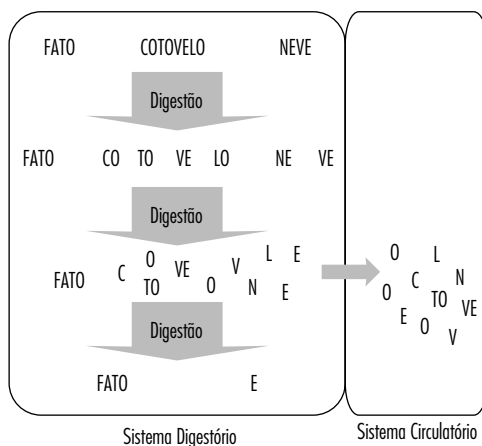 FATO COTOVELO NEVE
Digestão
FATO CO TO VE LO NE VE
Digestão
FATO C O TO VE O V L N E E
O L C N O TO VE E O V
Digestão
FATO E
Sistema Digestório Sistema Circulatório